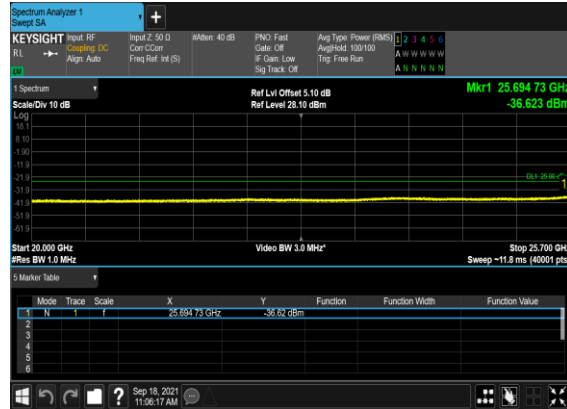 Spectrum Analyzer 1
Swept SA
+
KEYSIGHT Input: RF Input Z: 50 Ω #Atten: 40 dB PNO: Fast Avg Type: Power (RMS) 1 2 3 4 5 6
RL Coupling: DC Corr CCorr Gate: Off Avg|Hold: 100/100 A W W W W W
Align: Auto Freq Ref: Int (S) IF Gain: Low Trig: Free Run
Sig Track: Off A N N N N N
1 Spectrum Ref Lvl Offset 5.10 dB Mkr1 25.694 73 GHz
Scale/Div 10 dB Ref Level 28.10 dBm -36.623 dBm
Log
18.1
8.10
-1.90
-11.9
-21.9
-31.9
-41.9
-51.9
-61.9
1
Start 20.000 GHz Video BW 3.0 MHz* Stop 25.700 GHz
#Res BW 1.0 MHz Sweep ~11.8 ms (40001 pts)
5 Marker Table
Mode Trace Scale X Y Function Function Width Function Value
1 N 1 f 25.694 73 GHz -36.62 dBm
2
3
4
5
6
? Sep 18, 2021
11:06:17 AM